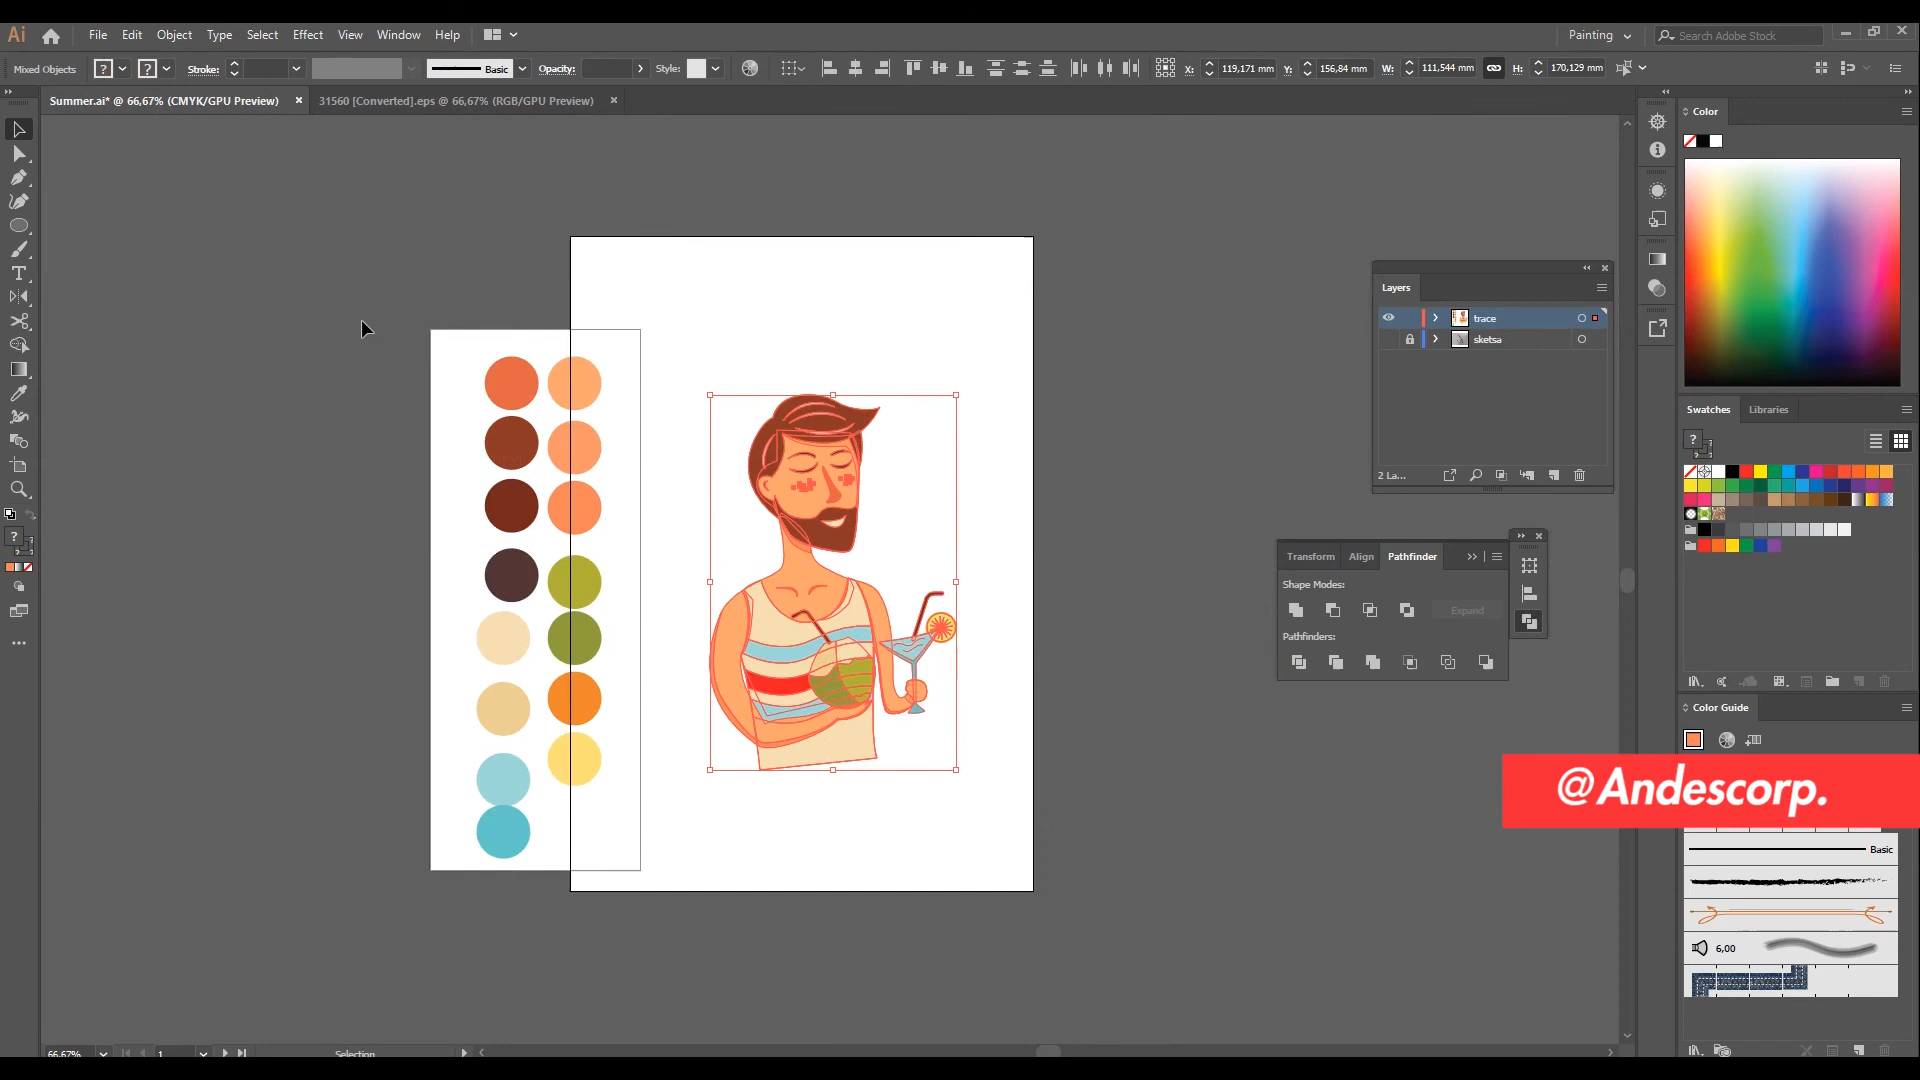 Ai File Edit Object Type Select Effect View Window Help Painting Search Adobe Stock
Mixed Objects ? ? Stroke: Basic Opacity: Style: X: 119,171 mm Y: 156,84 mm W: 111,544 mm H: 170,129 mm
Summer.ai* @ 66,67% (CMYK/GPU Preview) × 31560 [Converted].eps @ 66,67% (RGB/GPU Preview) ×
Color
Layers
trace
sketsa
2 La...
Swatches Libraries
?
Transform Align Pathfinder
Shape Modes:
Expand
Pathfinders:
Color Guide
@Andescorp.
Basic
6,00
?
66,67% 1 Selection